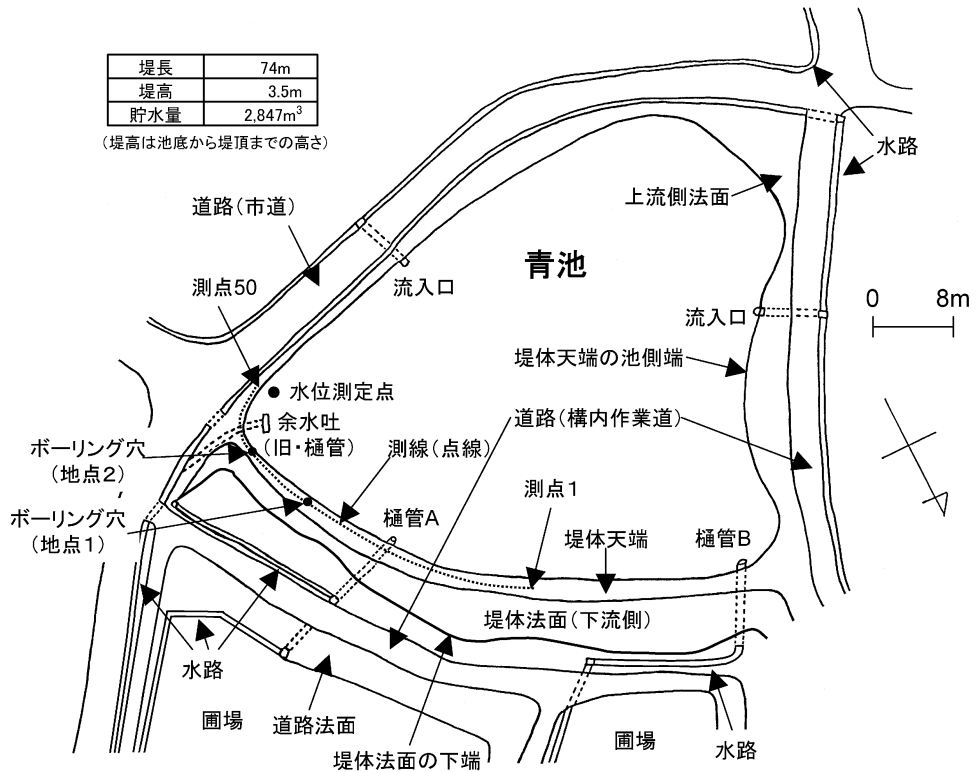 堤長 74m
堤高 3.5m
貯水量 2,847m³
(堤高は池底から堤頂までの高さ)
水路
上流側法面
道路(市道)
青池
測点50
流入口
0 8m
流入口
堤体天端の池側端
水位測定点
余水吐
(旧・樋管)
道路(構内作業道)
ボーリング穴
(地点2)
測線(点線)
測点1
ボーリング穴
(地点1)
樋管A
堤体天端
樋管B
堤体法面(下流側)
水路
圃場
道路法面
堤体法面の下端
圃場
水路